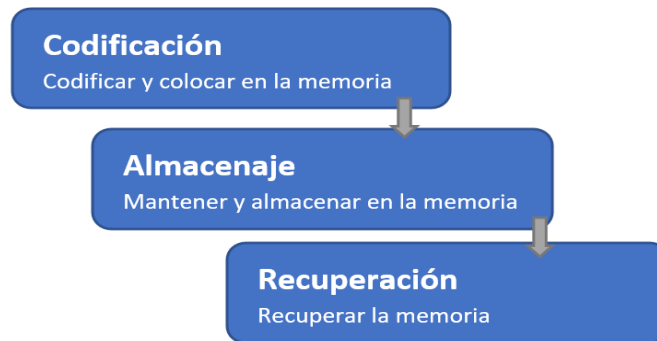 Codificación
Codificar y colocar en la memoria
Almacenaje
Mantener y almacenar en la memoria
Recuperación
Recuperar la memoria